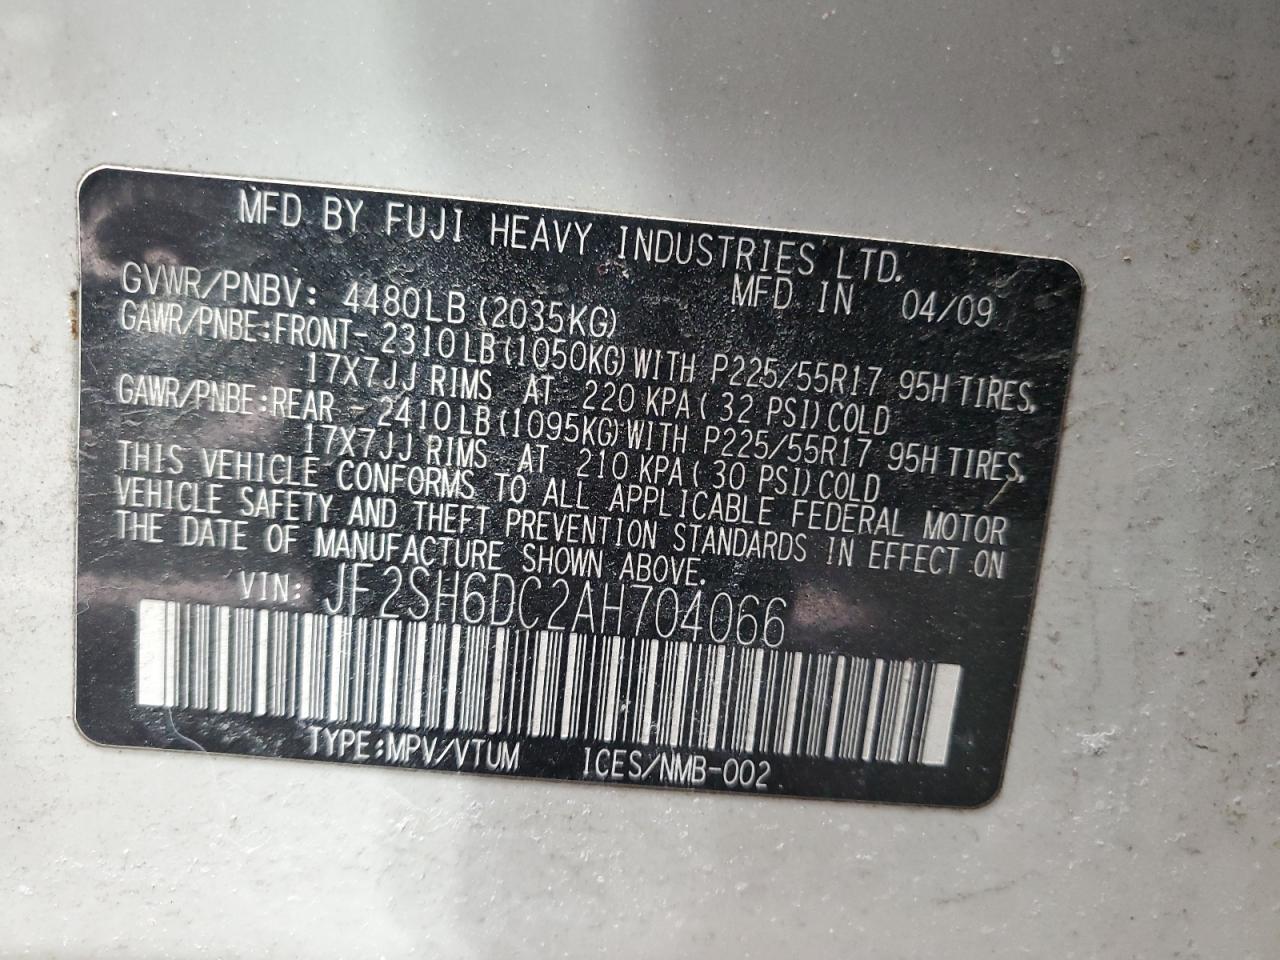 MFD BY FUJI HEAVY INDUSTRIES LTD.
MFD IN 04/09
GVWR/PNBV: 4480LB (2035KG)
GAWR/PNBE:FRONT- 2310LB(1050KG)WITH P225/55R17 95H TIRES,
17X7JJ RIMS AT 220 KPA( 32 PSI)COLD
GAWR/PNBE:REAR - 2410LB(1095KG)WITH P225/55R17 95H TIRES,
17X7JJ RIMS AT 210 KPA( 30 PSI)COLD
THIS VEHICLE CONFORMS TO ALL APPLICABLE FEDERAL MOTOR
VEHICLE SAFETY AND THEFT PREVENTION STANDARDS IN EFFECT ON
THE DATE OF MANUFACTURE SHOWN ABOVE.
VIN: JF2SH6DC2AH704066
TYPE:MPV/VTUM ICES/NMB-002